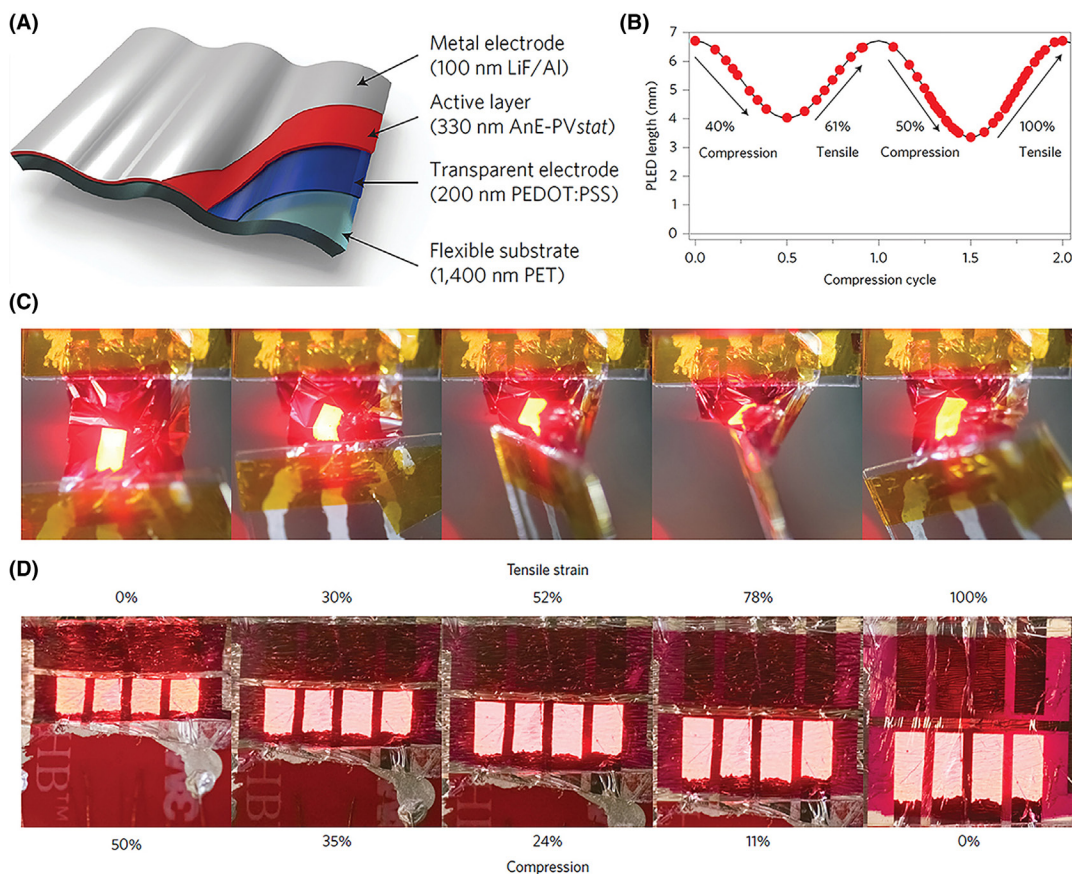 (A)
Metal electrode
(100 nm LiF/Al)
Active layer
(330 nm AnE-PVstat)
Transparent electrode
(200 nm PEDOT:PSS)
Flexible substrate
(1,400 nm PET)
(B)
7
6
5
4
3
2
1
0
PLED length (mm)
40%
61%
50%
100%
Compression
Tensile
Compression
Tensile
0.0
0.5
1.0
1.5
2.0
Compression cycle
(C)
(D)
Tensile strain
0%
30%
52%
78%
100%
HB™
50%
35%
24%
11%
0%
Compression